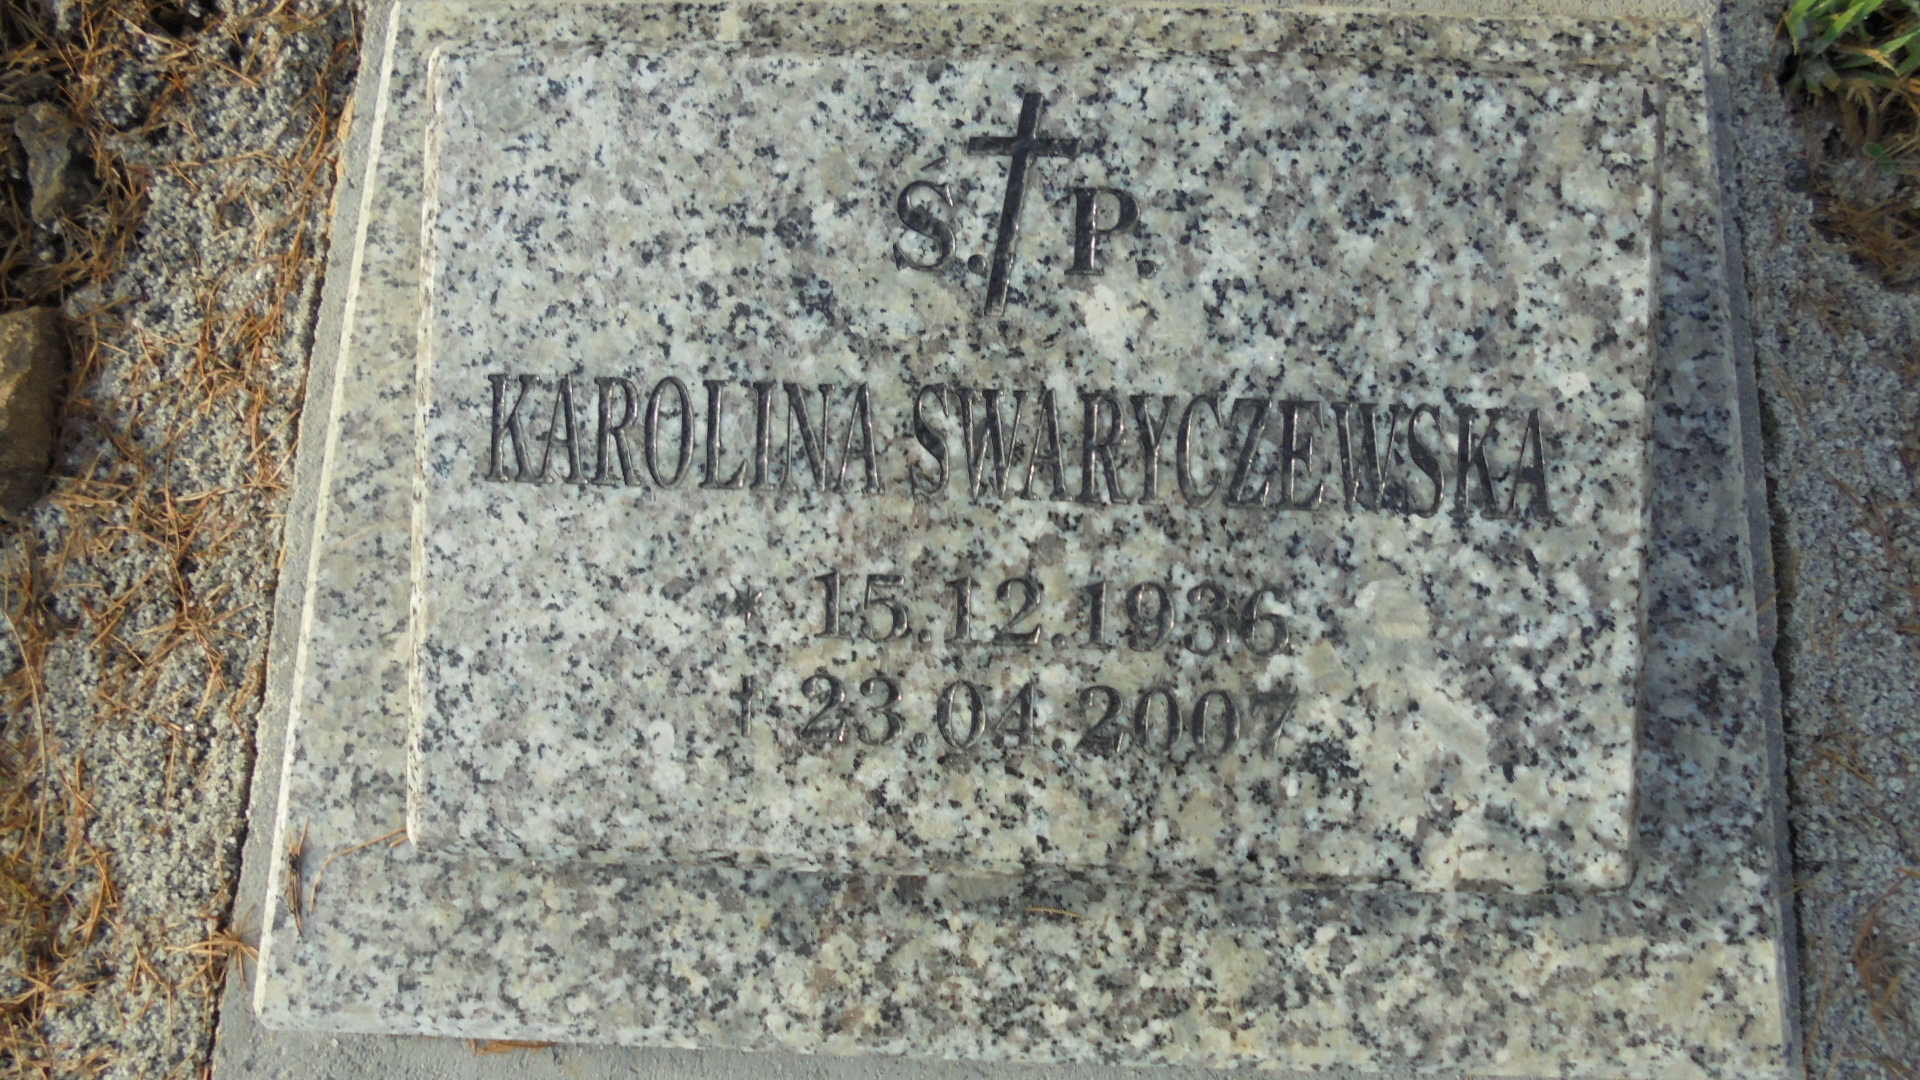 Ś. P.
KAROLINA SWARYCZEWSKA
* 15.12.1936
† 23.04.2007